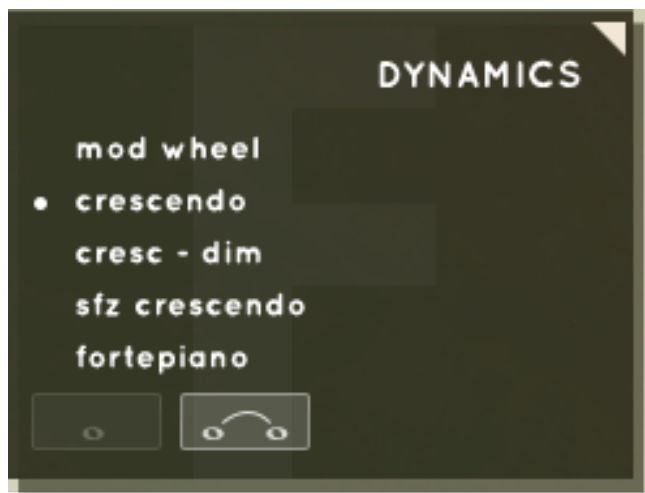 DYNAMICS
mod wheel
crescendo
cresc - dim
sfz crescendo
fortepiano